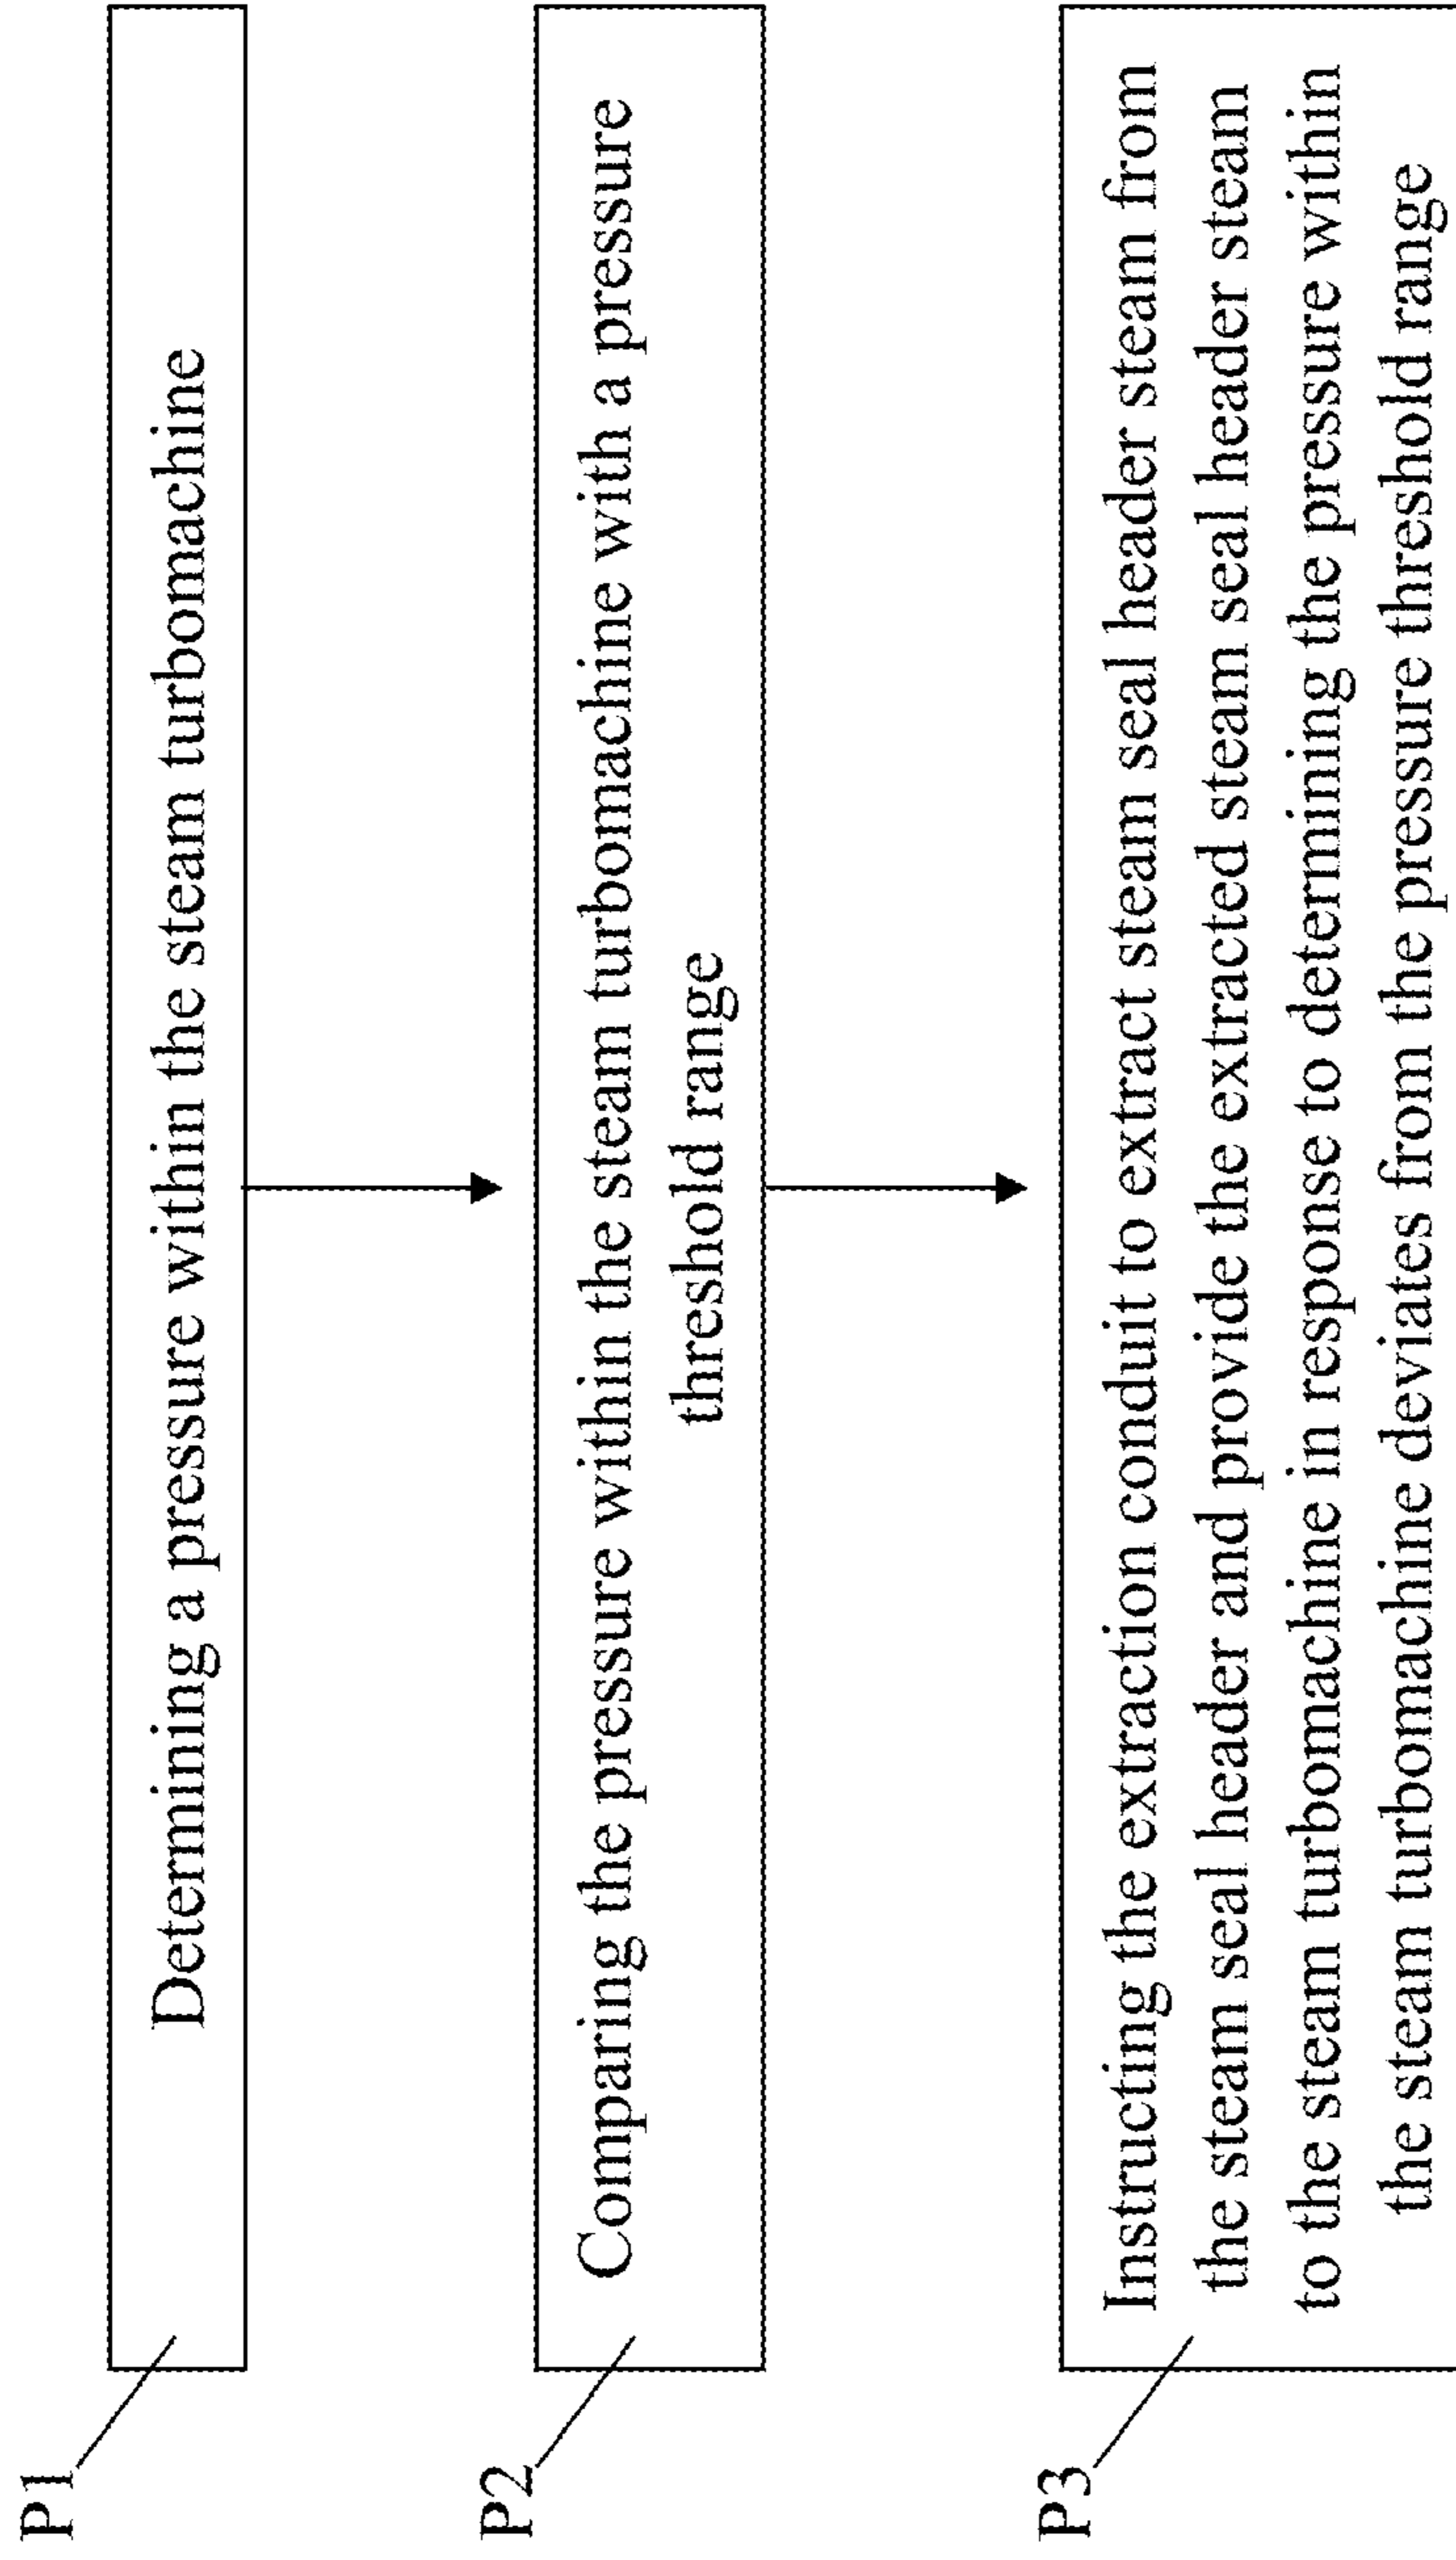 P1
Determining a pressure within the steam turbomachine
P2
Comparing the pressure within the steam turbomachine with a pressure
threshold range
P3
Instructing the extraction conduit to extract steam seal header steam from
the steam seal header and provide the extracted steam seal header steam
to the steam turbomachine in response to determining the pressure within
the steam turbomachine deviates from the pressure threshold range